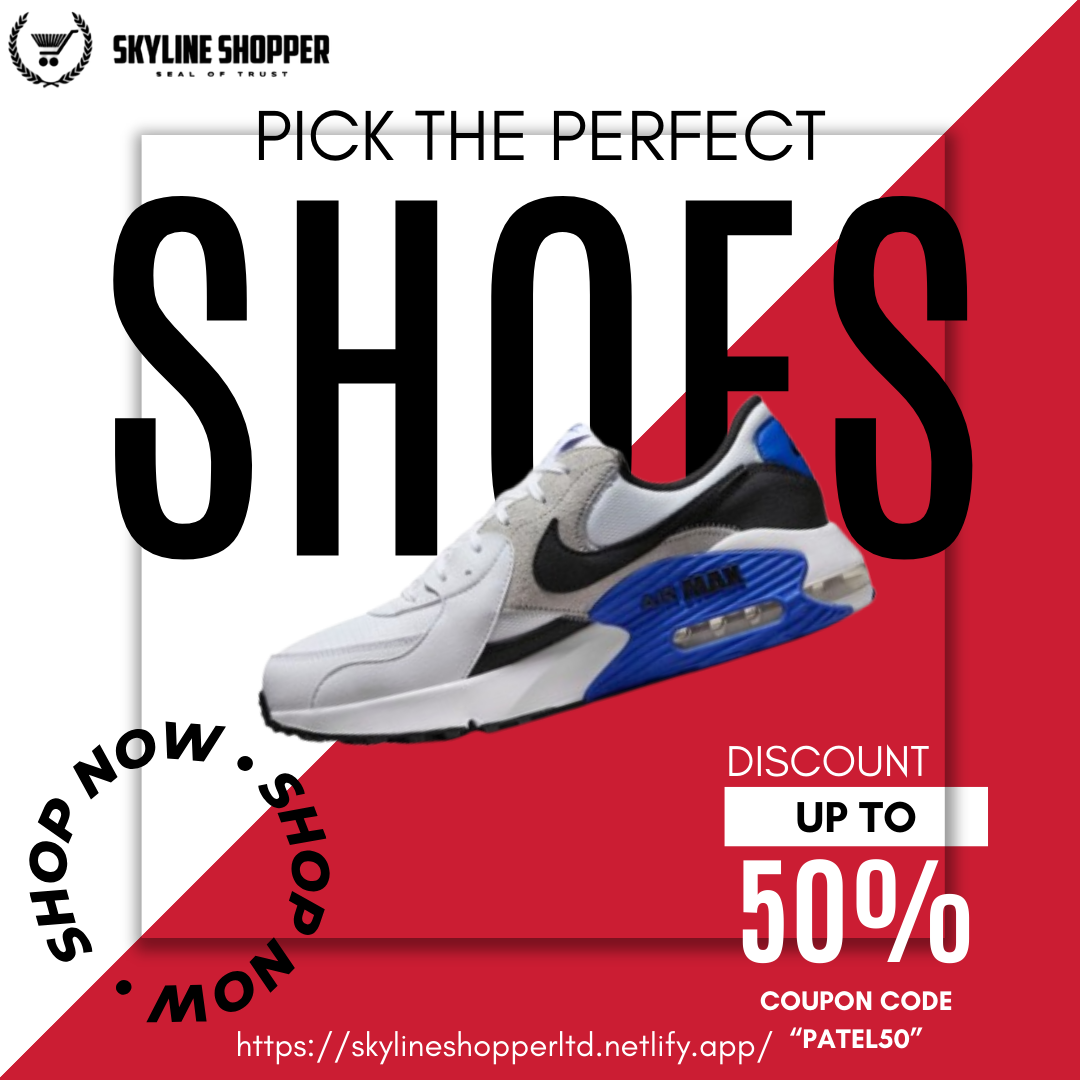 SKYLINE SHOPPER
SEAL OF TRUST
PICK THE PERFECT
SHOES
AIR MAX
SHOP NOW • SHOP NOW •
DISCOUNT
UP TO
50%
COUPON CODE
“PATEL50”
https://skylineshopperltd.netlify.app/